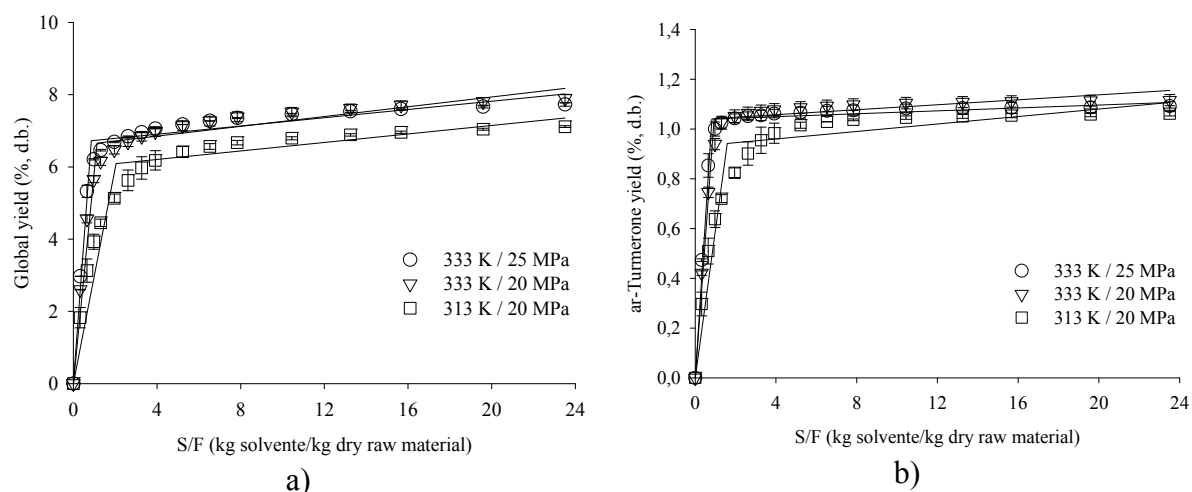 10
8
6
4
2
0
Global yield (%, d.b.)
333 K / 25 MPa
333 K / 20 MPa
313 K / 20 MPa
0 4 8 12 16 20 24
S/F (kg solvente/kg dry raw material)
a)
1,4
1,2
1,0
0,8
0,6
0,4
0,2
0,0
ar-Turmerone yield (%, d.b.)
333 K / 25 MPa
333 K / 20 MPa
313 K / 20 MPa
0 4 8 12 16 20 24
S/F (kg solvente/kg dry raw material)
b)